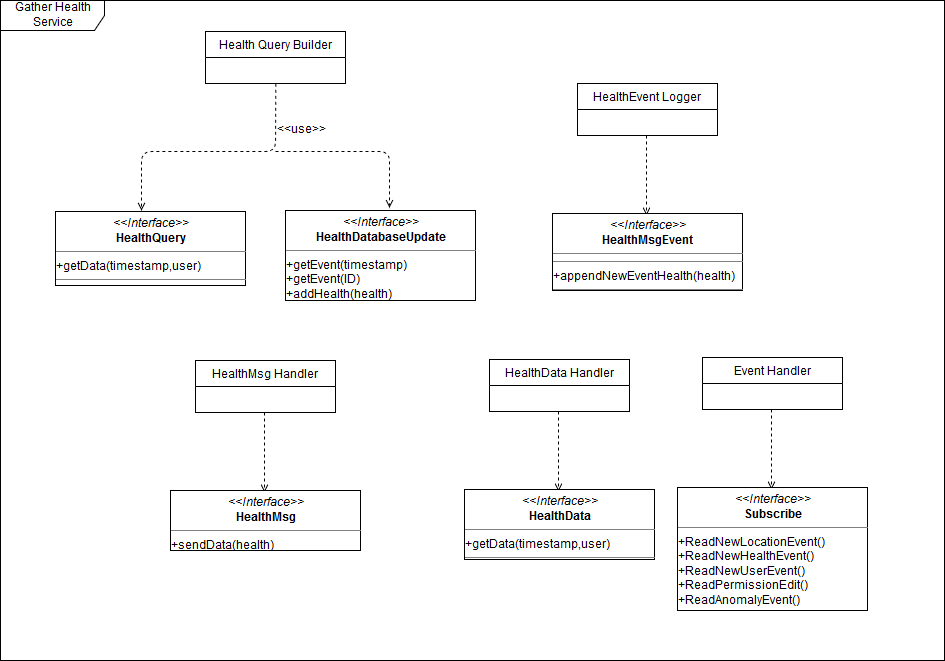 Gather Health
Service
Health Query Builder
HealthEvent Logger
<<use>>
<<Interface>>
HealthQuery
+getData(timestamp,user)
<<Interface>>
HealthDatabaseUpdate
+getEvent(timestamp)
+getEvent(ID)
+addHealth(health)
<<Interface>>
HealthMsgEvent
+appendNewEventHealth(health)
HealthMsg Handler
HealthData Handler
Event Handler
<<Interface>>
HealthMsg
+sendData(health)
<<Interface>>
HealthData
+getData(timestamp,user)
<<Interface>>
Subscribe
+ReadNewLocationEvent()
+ReadNewHealthEvent()
+ReadNewUserEvent()
+ReadPermissionEdit()
+ReadAnomalyEvent()